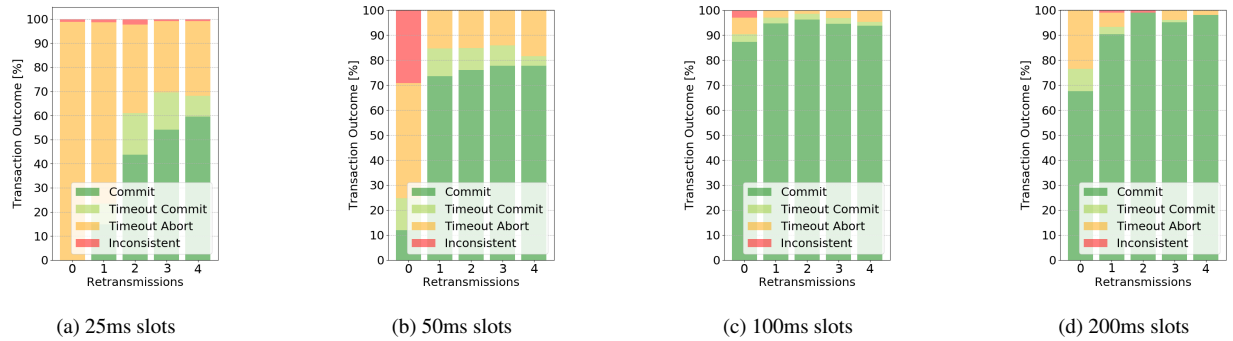 Transaction Outcome [%]
100
90
80
70
60
50
40
30
20
10
0
Commit
Timeout Commit
Timeout Abort
Inconsistent
0 1 2 3 4
Retransmissions
(a) 25ms slots
Transaction Outcome [%]
100
90
80
70
60
50
40
30
20
10
0
Commit
Timeout Commit
Timeout Abort
Inconsistent
0 1 2 3 4
Retransmissions
(b) 50ms slots
Transaction Outcome [%]
100
90
80
70
60
50
40
30
20
10
0
Commit
Timeout Commit
Timeout Abort
Inconsistent
0 1 2 3 4
Retransmissions
(c) 100ms slots
Transaction Outcome [%]
100
90
80
70
60
50
40
30
20
10
0
Commit
Timeout Commit
Timeout Abort
Inconsistent
0 1 2 3 4
Retransmissions
(d) 200ms slots